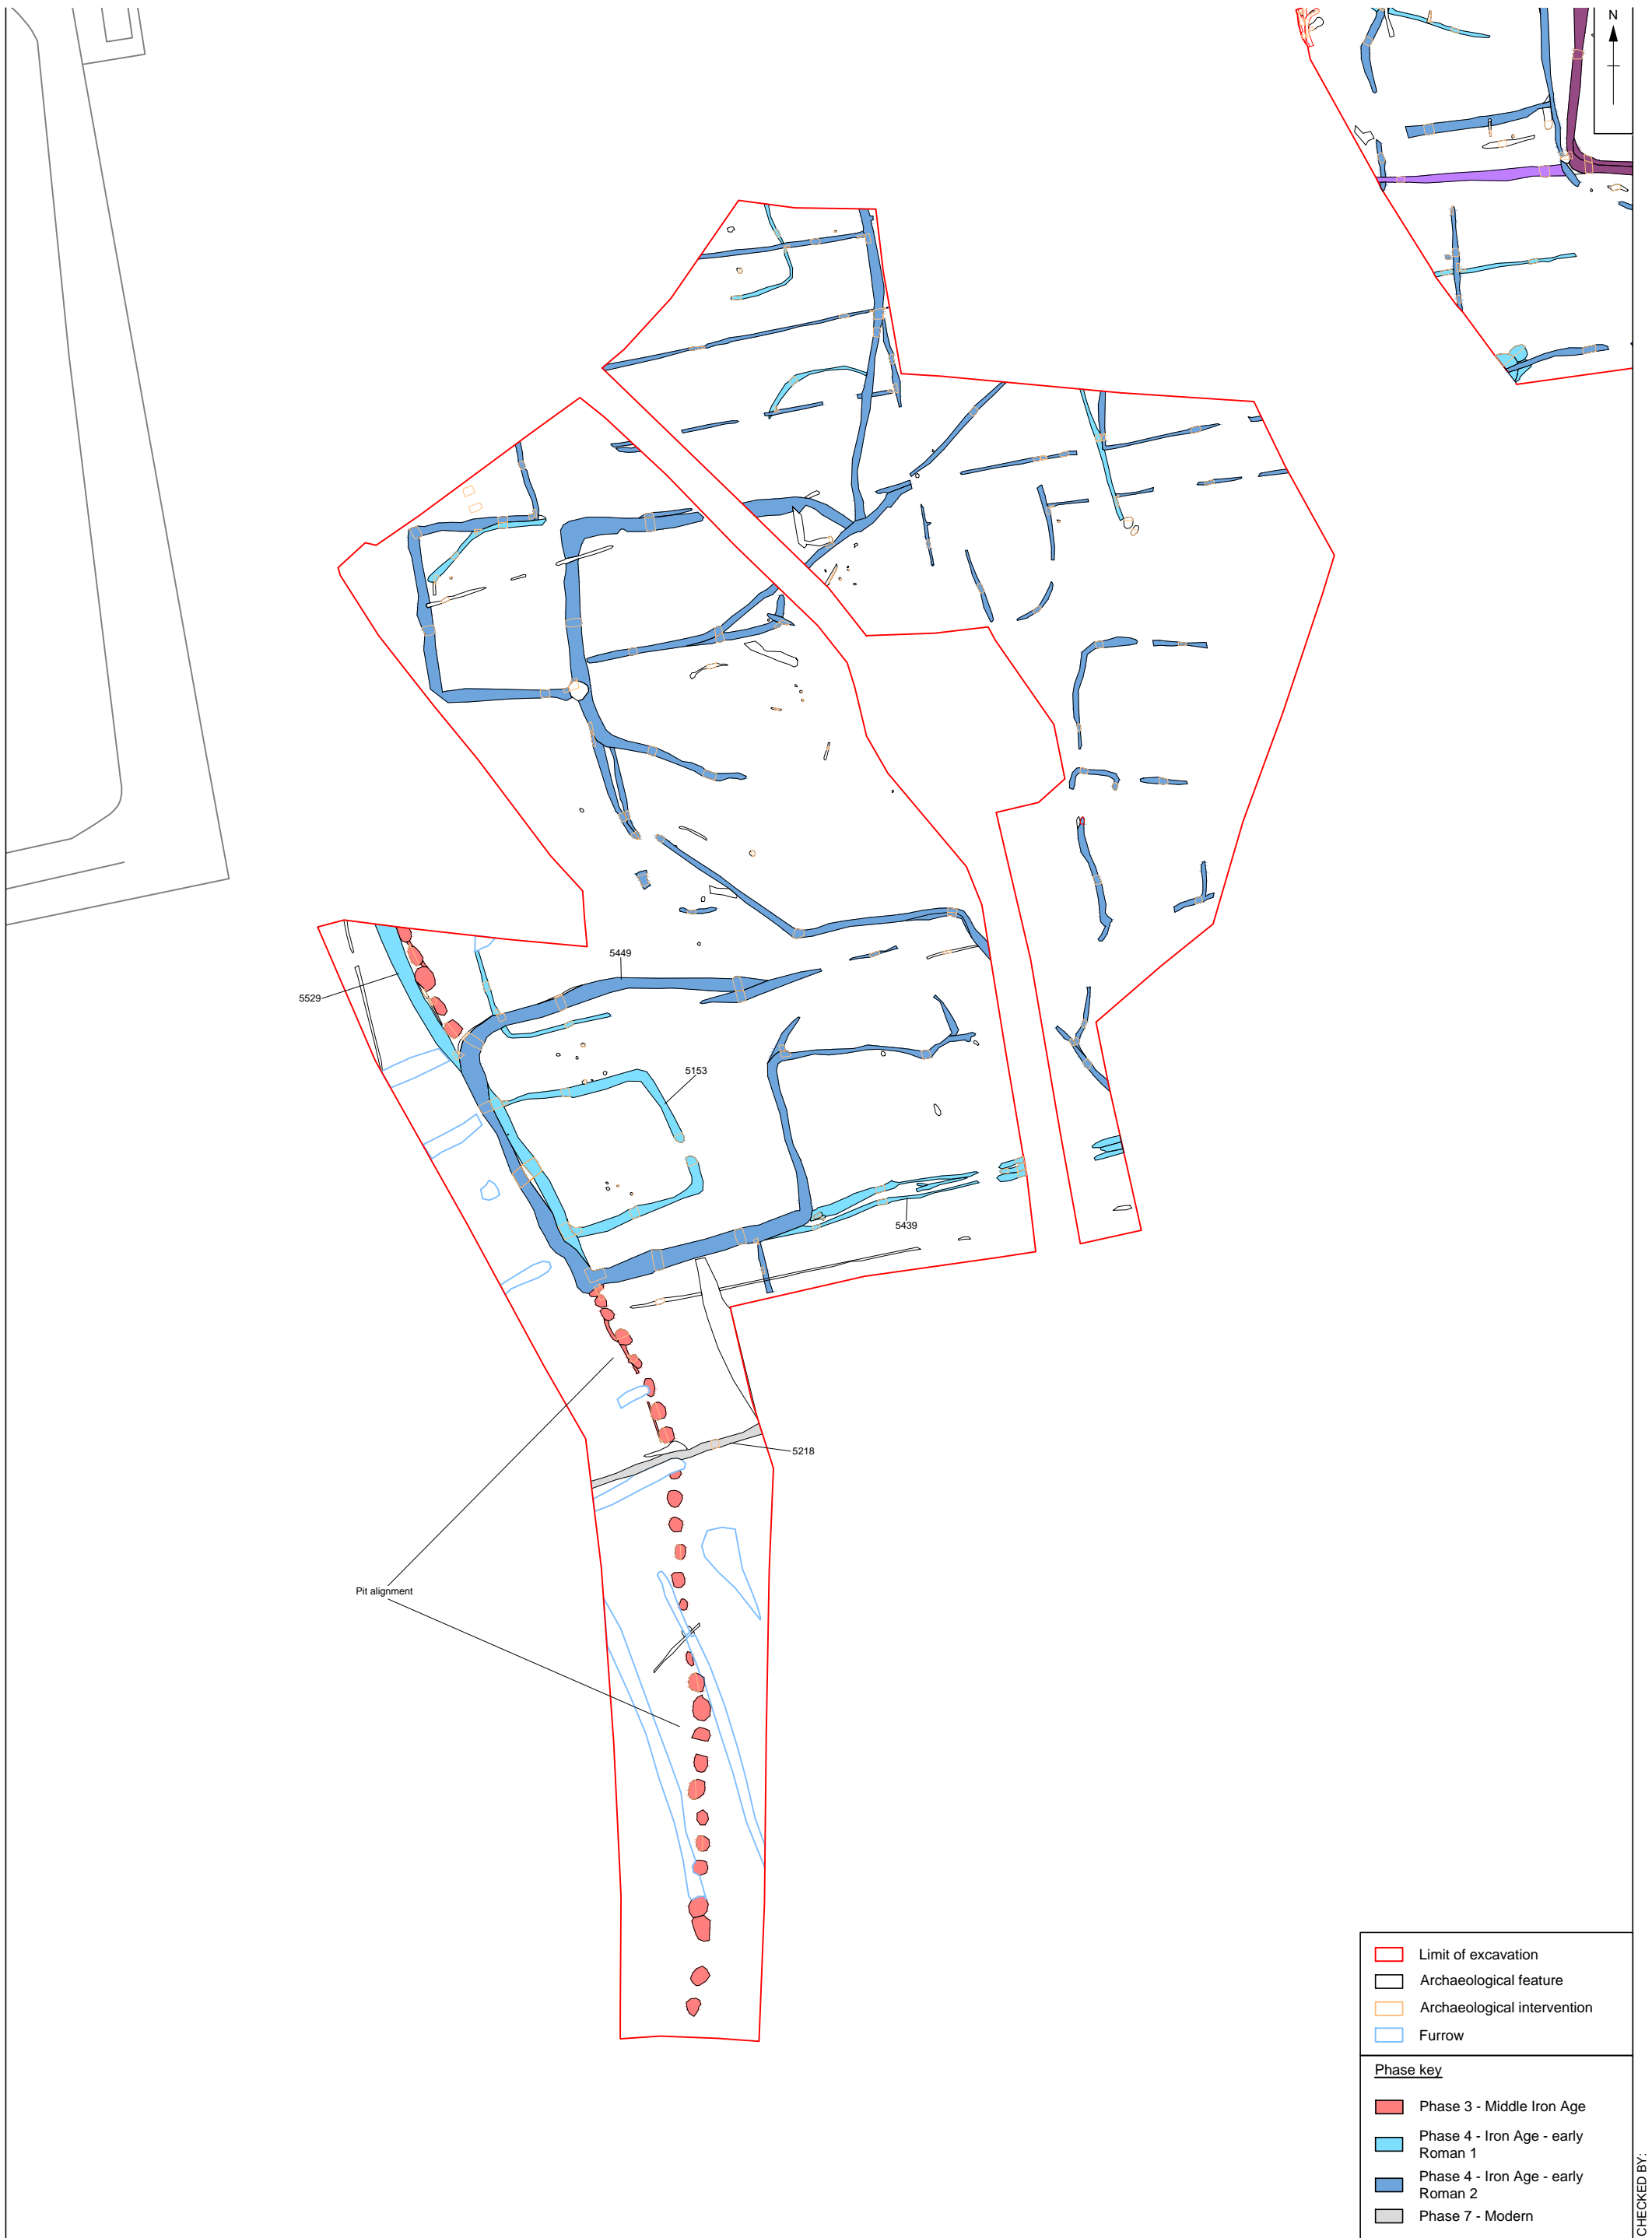 N
5449
5529
5153
5439
5218
Pit alignment
Limit of excavation
Archaeological feature
Archaeological intervention
Furrow
Phase key
Phase 3 - Middle Iron Age
Phase 4 - Iron Age - early
Roman 1
Phase 4 - Iron Age - early
Roman 2
Phase 7 - Modern
CHECKED BY: